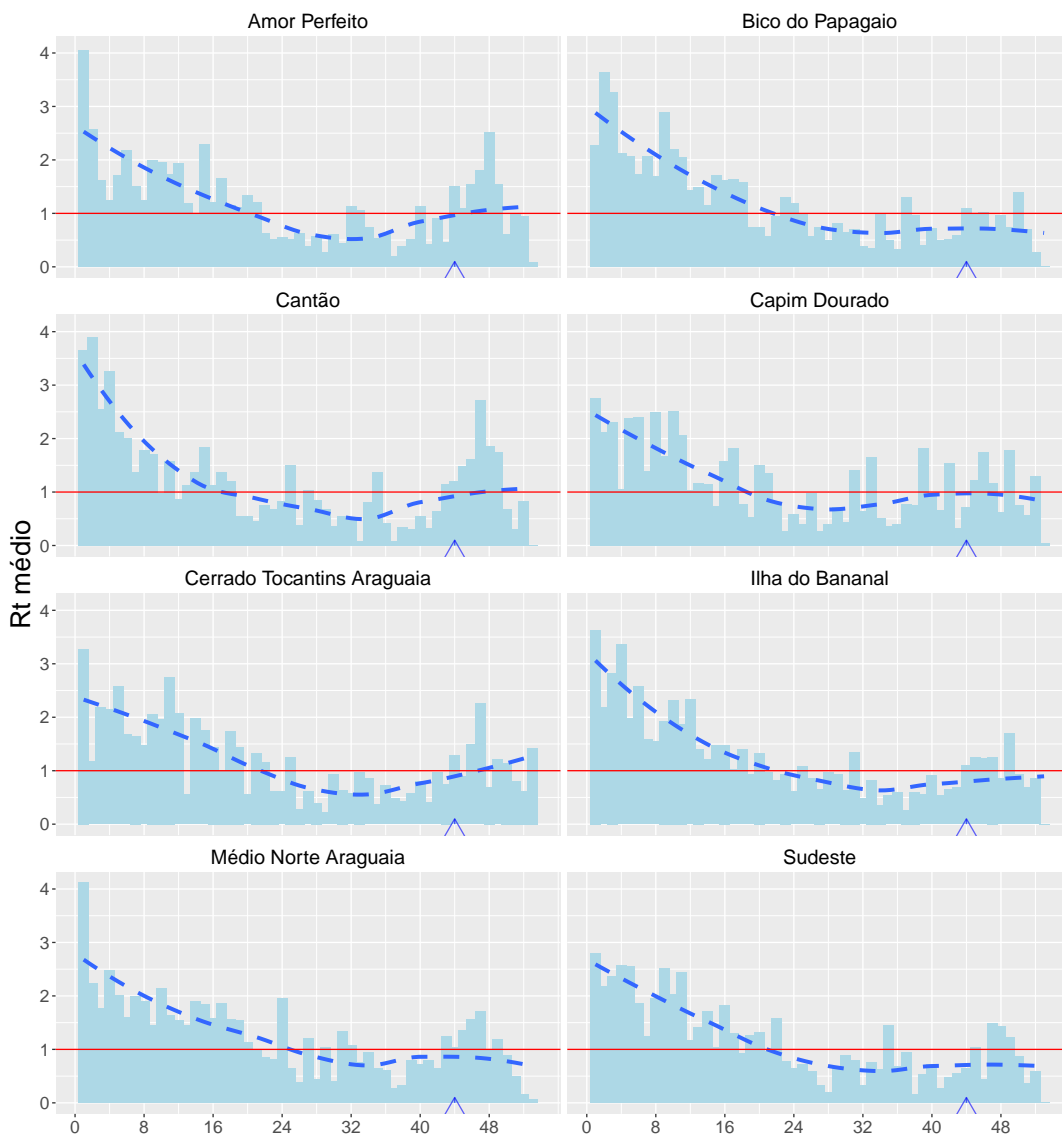 Amor Perfeito
Bico do Papagaio
4
3
2
1
0
Cantão
Capim Dourado
4
3
2
1
0
Cerrado Tocantins Araguaia
Ilha do Bananal
4
3
2
1
0
Médio Norte Araguaia
Sudeste
4
3
2
1
0
0 8 16 24 32 40 48
0 8 16 24 32 40 48
Rt médio